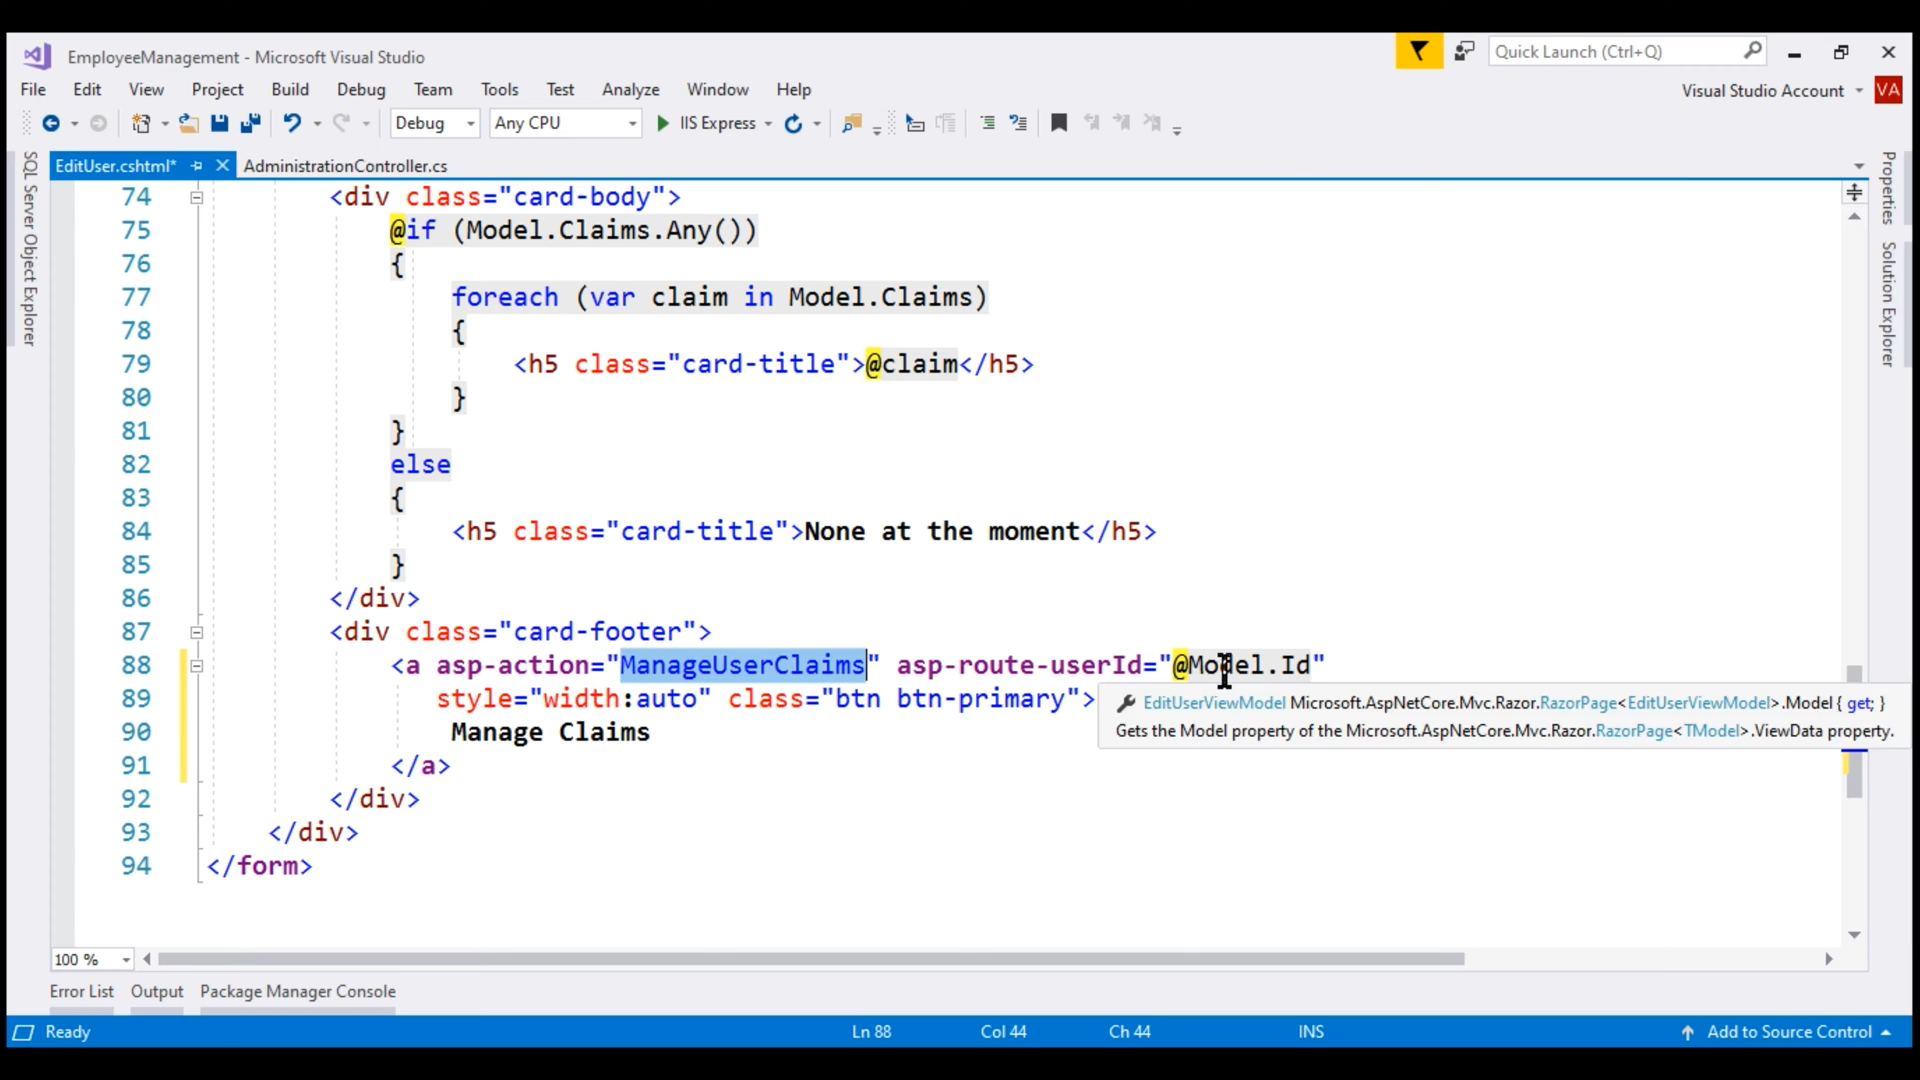 EmployeeManagement - Microsoft Visual Studio
Quick Launch (Ctrl+Q)
File Edit View Project Build Debug Team Tools Test Analyze Window Help
Visual Studio Account VA
Debug Any CPU IIS Express
SQL Server Object Explorer
EditUser.cshtml* AdministrationController.cs
Properties
Solution Explorer
74 <div class="card-body">
75 @if (Model.Claims.Any())
76 {
77 foreach (var claim in Model.Claims)
78 {
79 <h5 class="card-title">@claim</h5>
80 }
81 }
82 else
83 {
84 <h5 class="card-title">None at the moment</h5>
85 }
86 </div>
87 <div class="card-footer">
88 <a asp-action="ManageUserClaims" asp-route-userId="@Model.Id"
89 style="width:auto" class="btn btn-primary">
EditUserViewModel Microsoft.AspNetCore.Mvc.Razor.RazorPage<EditUserViewModel>.Model { get; }
Gets the Model property of the Microsoft.AspNetCore.Mvc.Razor.RazorPage<TModel>.ViewData property.
90 Manage Claims
91 </a>
92 </div>
93 </div>
94 </form>
100 %
Error List Output Package Manager Console
Ready Ln 88 Col 44 Ch 44 INS Add to Source Control